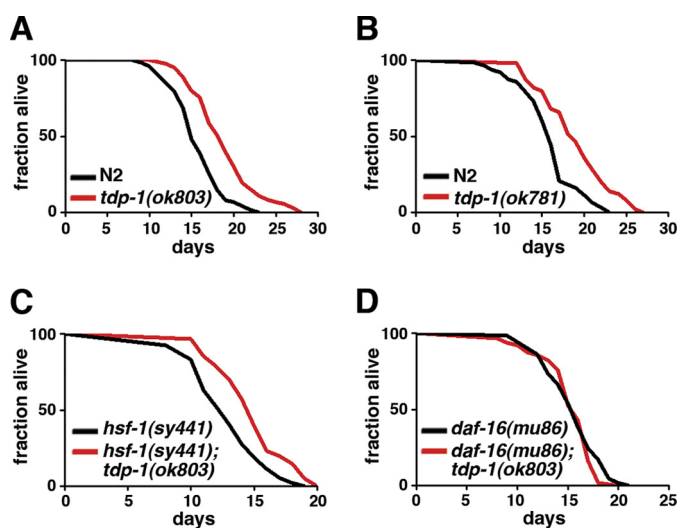 A
fraction alive
100
50
0
N2
tdp-1(ok803)
0 5 10 15 20 25 30
days
B
fraction alive
100
50
0
N2
tdp-1(ok781)
0 5 10 15 20 25 30
days
C
fraction alive
100
50
0
hsf-1(sy441)
hsf-1(sy441);
tdp-1(ok803)
0 5 10 15 20
days
D
fraction alive
100
50
0
daf-16(mu86)
daf-16(mu86);
tdp-1(ok803)
0 5 10 15 20 25
days